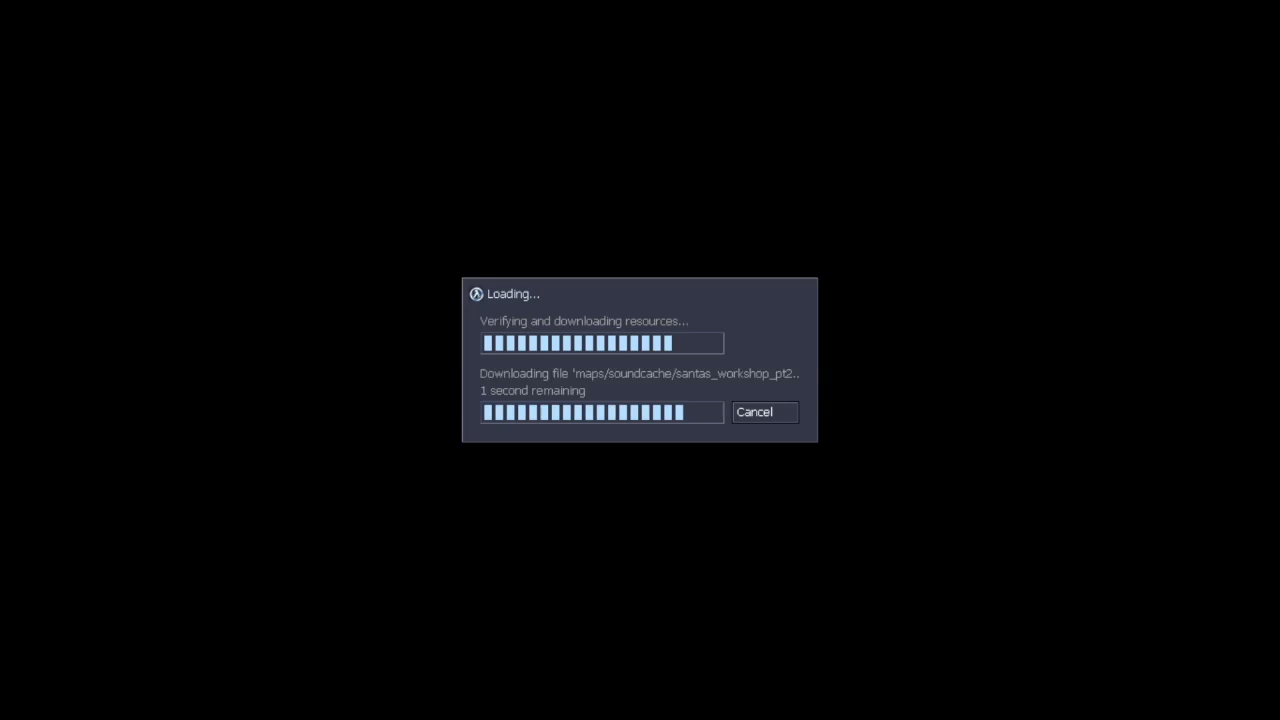 Loading...
Verifying and downloading resources...
Downloading file 'maps/soundcache/santas_workshop_pt2..
1 second remaining
Cancel